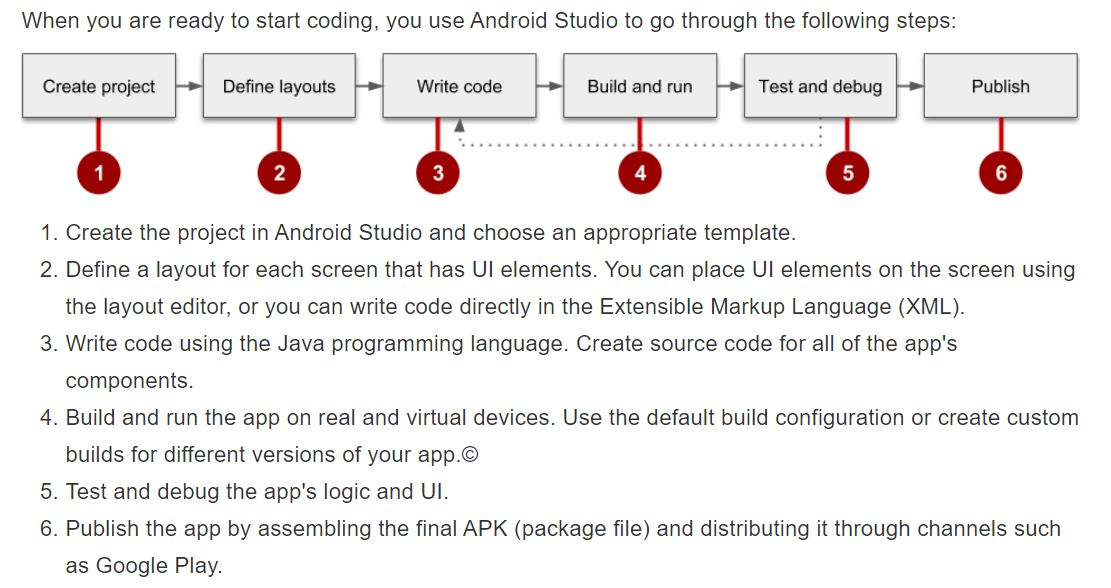 When you are ready to start coding, you use Android Studio to go through the following steps:
Create project
Define layouts
Write code
Build and run
Test and debug
Publish
1
2
3
4
5
6
1. Create the project in Android Studio and choose an appropriate template.
2. Define a layout for each screen that has UI elements. You can place UI elements on the screen using
the layout editor, or you can write code directly in the Extensible Markup Language (XML).
3. Write code using the Java programming language. Create source code for all of the app's
components.
4. Build and run the app on real and virtual devices. Use the default build configuration or create custom
builds for different versions of your app.©
5. Test and debug the app's logic and UI.
6. Publish the app by assembling the final APK (package file) and distributing it through channels such
as Google Play.